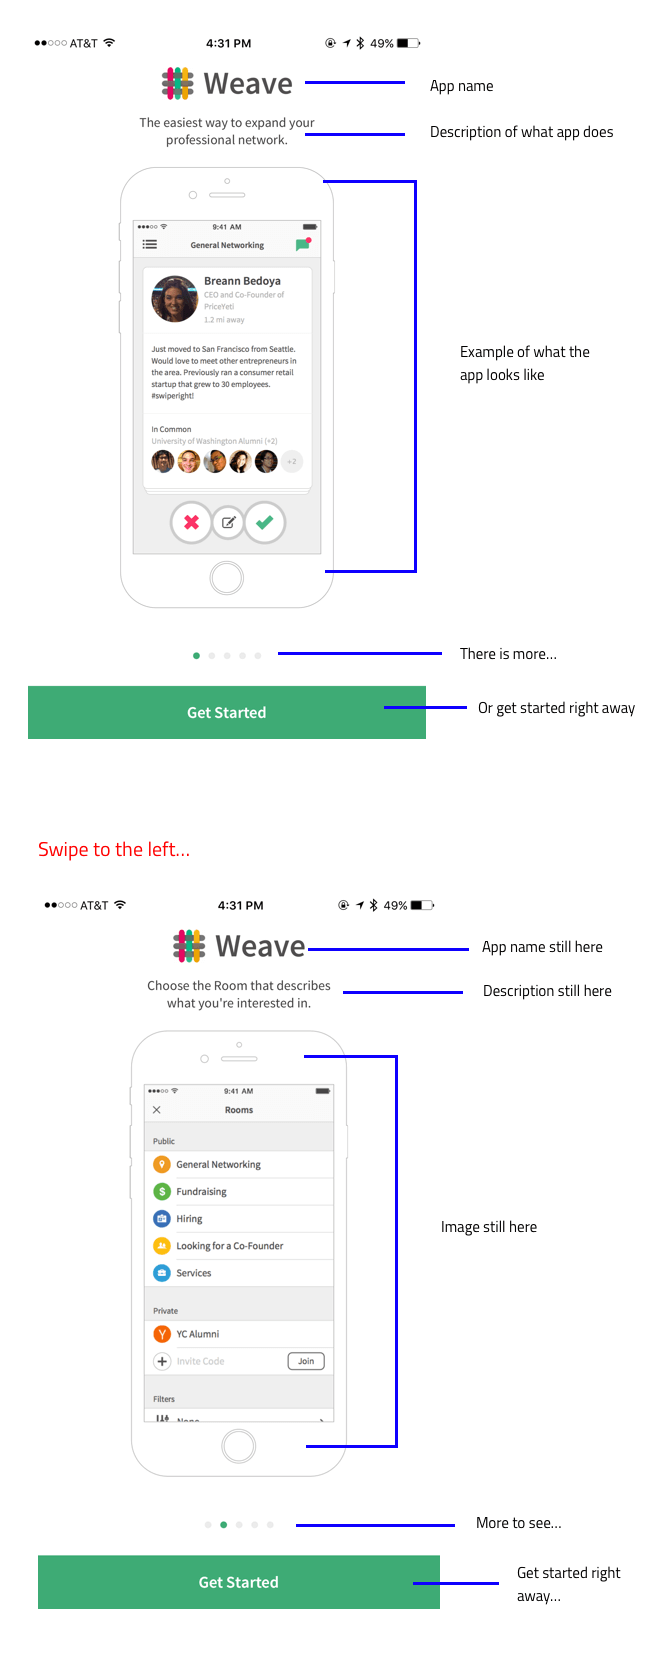 AT&T 4:31 PM 49%
Weave
App name
The easiest way to expand your
professional network.
Description of what app does
9:41 AM
General Networking
Breann Bedoya
CEO and Co-Founder of
PriceYeti
1.2 mi away
Just moved to San Francisco from Seattle.
Would love to meet other entrepreneurs in
the area. Previously ran a consumer retail
startup that grew to 30 employees.
#swiperight!
In Common
University of Washington Alumni (+2)
+2
Example of what the
app looks like
There is more...
Get Started
Or get started right away
Swipe to the left...
AT&T 4:31 PM 49%
Weave
App name still here
Choose the Room that describes
what you're interested in.
Description still here
9:41 AM
Rooms
Public
General Networking
$ Fundraising
Hiring
Looking for a Co-Founder
Services
Private
Y YC Alumni
Invite Code Join
Filters
None
Image still here
More to see...
Get Started
Get started right
away...